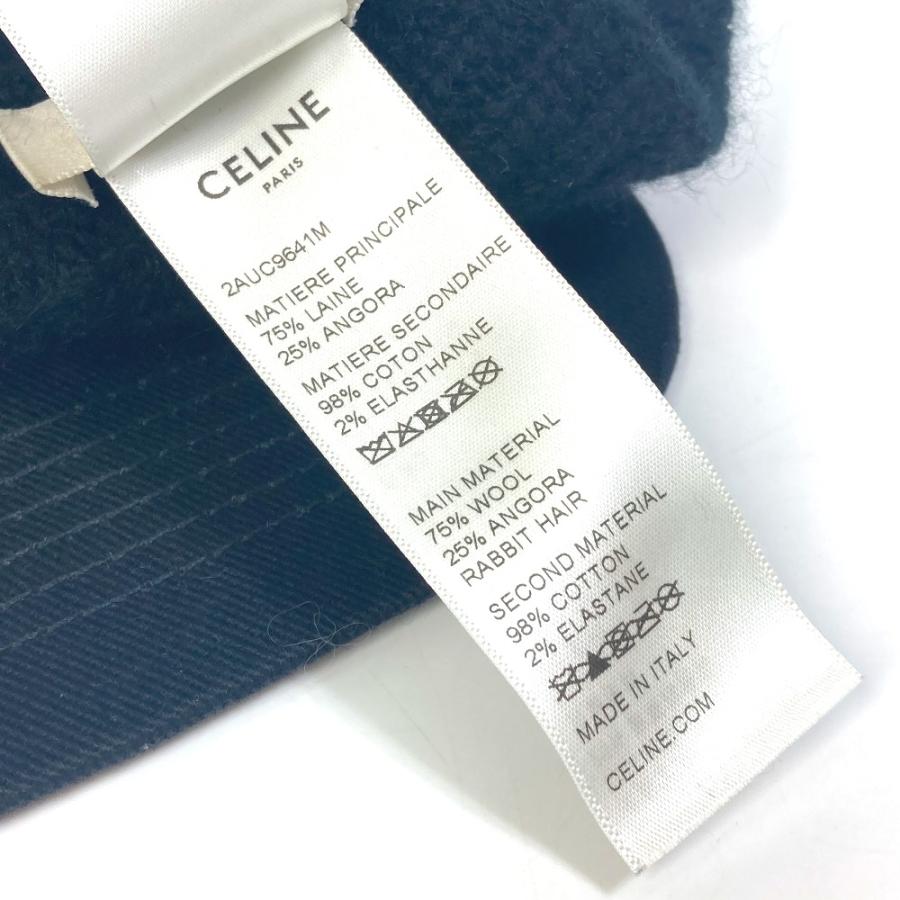 CELINE
PARIS
2AUC9641M
MATIERE PRINCIPALE
75% LAINE
25% ANGORA
MATIERE SECONDAIRE
98% COTON
2% ELASTHANNE
MAIN MATERIAL
75% WOOL
25% ANGORA
RABBIT HAIR
SECOND MATERIAL
98% COTTON
2% ELASTANE
MADE IN ITALY
CELINE.COM